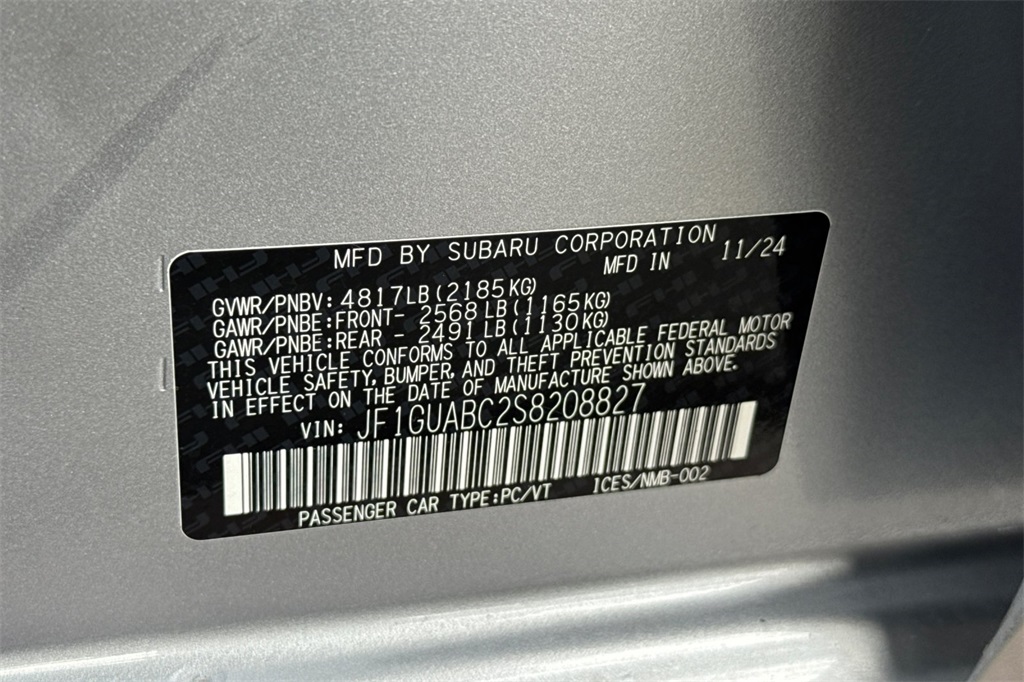 MFD BY SUBARU CORPORATION
MFD IN 11/24
GVWR/PNBV: 4817LB(2185KG)
GAWR/PNBE:FRONT- 2568LB(1165KG)
GAWR/PNBE:REAR - 2491LB(1130KG)
THIS VEHICLE CONFORMS TO ALL APPLICABLE FEDERAL MOTOR
VEHICLE SAFETY, BUMPER, AND THEFT PREVENTION STANDARDS
IN EFFECT ON THE DATE OF MANUFACTURE SHOWN ABOVE.
VIN: JF1GUABC2S8208827
PASSENGER CAR TYPE:PC/VT ICES/NMB-002